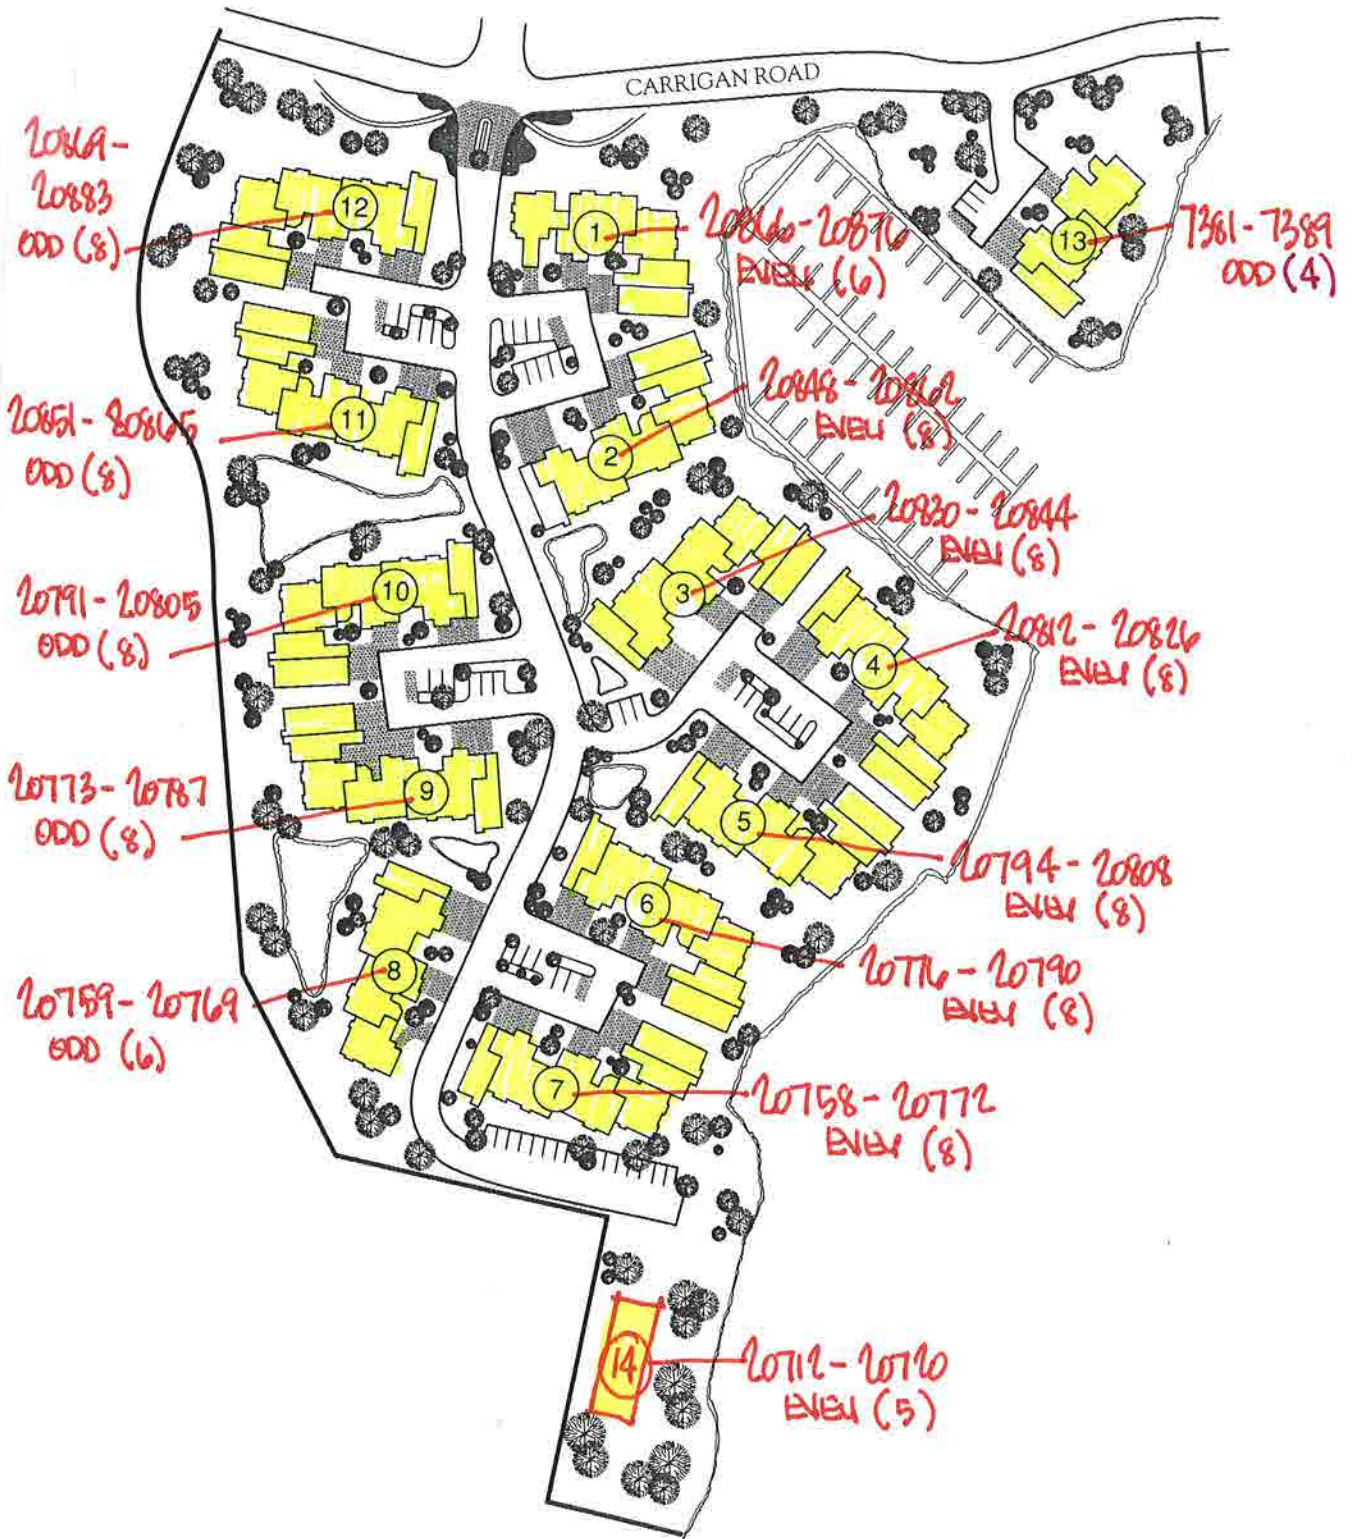 CARRIGAN ROAD
20869-
20883
ODD (8)
12
1
20866-20876
EVEN (6)
13
7381-7389
ODD (4)
20851-20865
ODD (8)
11
2
20848-20862
EVEN (8)
3
20830-20844
EVEN (8)
20791-20805
ODD (8)
10
4
20812-20826
EVEN (8)
20773-20787
ODD (8)
9
5
20794-20808
EVEN (8)
6
20776-20790
EVEN (8)
20759-20769
ODD (6)
8
7
20758-20772
EVEN (8)
14
20712-20720
EVEN (5)